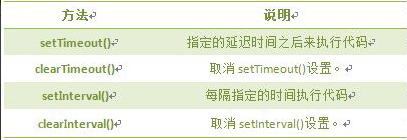 方法 说明
setTimeout() 指定的延迟时间之后来执行代码
clearTimeout() 取消 setTimeout()设置。
setInterval() 每隔指定的时间执行代码
clearInterval() 取消 setInterval()设置。